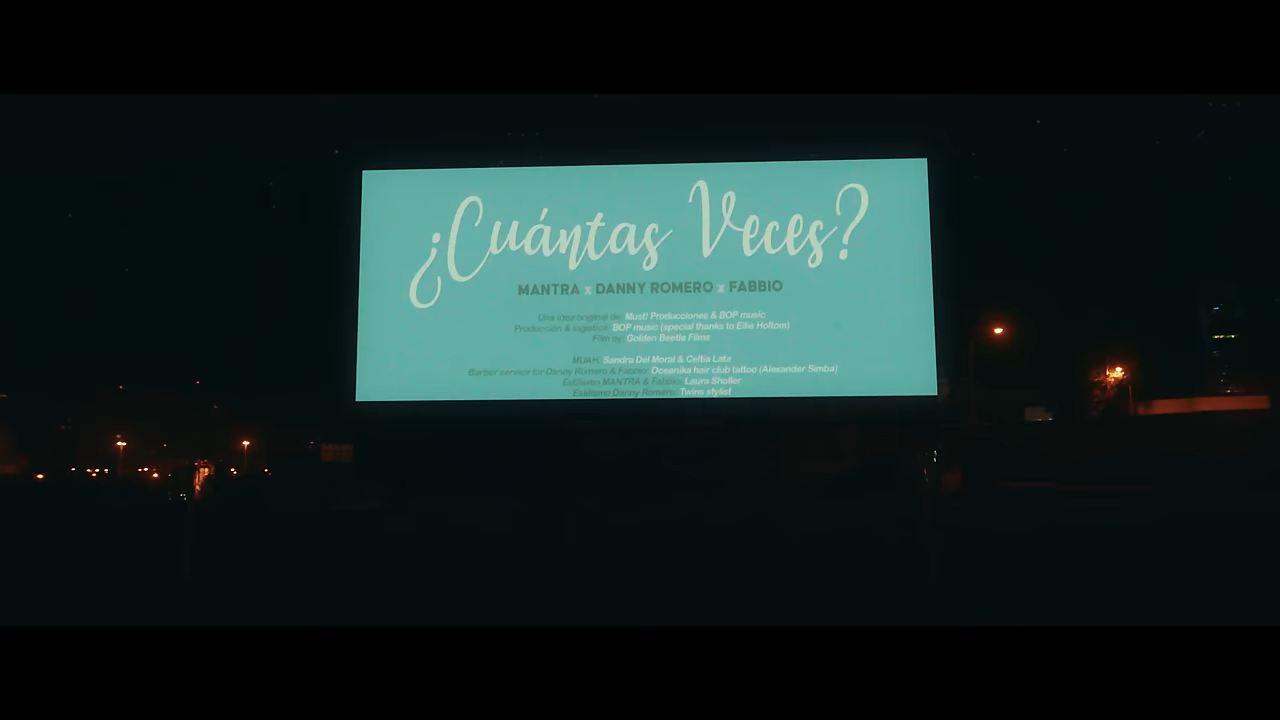 ¿Cuántas Veces?
MANTRA x DANNY ROMERO x FABBIO
Una idea original de: Must! Producciones & BOP music
Producción & logística: BOP music (special thanks to Ellie Holtom)
Film by: Golden Beetle Films
MUAH: Sandra Del Moral & Celtia Lata
Barber service for Danny Romero & Fabbio: Oceanika hair club tattoo (Alexander Simba)
Estilismo MANTRA & Fabbio: Laura Sholler
Estilismo Danny Romero: Twins stylist